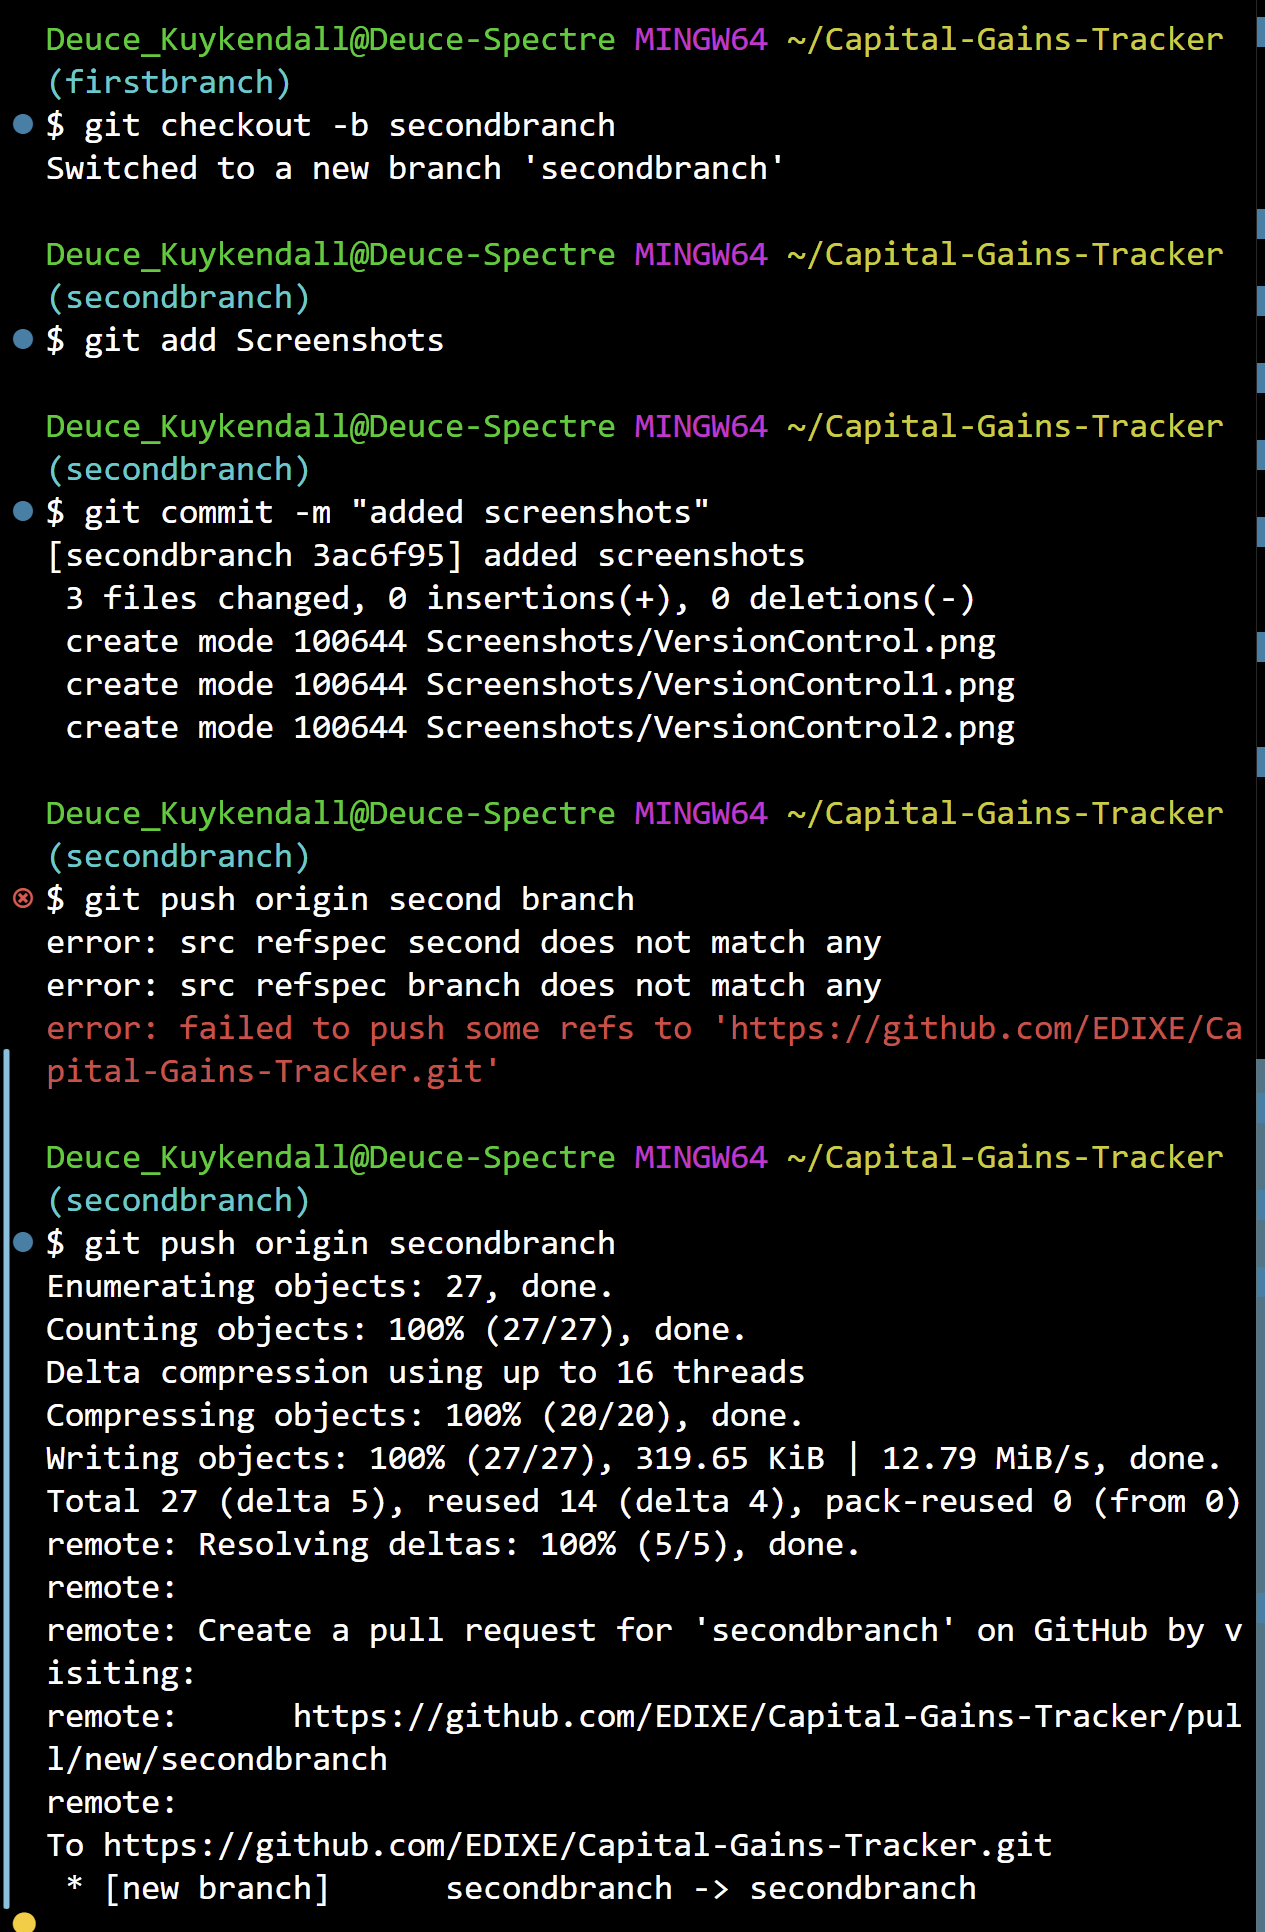 Deuce_Kuykendall@Deuce-Spectre MINGW64 ~/Capital-Gains-Tracker
(firstbranch)
$ git checkout -b secondbranch
Switched to a new branch 'secondbranch'
Deuce_Kuykendall@Deuce-Spectre MINGW64 ~/Capital-Gains-Tracker
(secondbranch)
$ git add Screenshots
Deuce_Kuykendall@Deuce-Spectre MINGW64 ~/Capital-Gains-Tracker
(secondbranch)
$ git commit -m "added screenshots"
[secondbranch 3ac6f95] added screenshots
 3 files changed, 0 insertions(+), 0 deletions(-)
 create mode 100644 Screenshots/VersionControl.png
 create mode 100644 Screenshots/VersionControl1.png
 create mode 100644 Screenshots/VersionControl2.png
Deuce_Kuykendall@Deuce-Spectre MINGW64 ~/Capital-Gains-Tracker
(secondbranch)
$ git push origin second branch
error: src refspec second does not match any
error: src refspec branch does not match any
error: failed to push some refs to 'https://github.com/EDIXE/Ca
pital-Gains-Tracker.git'
Deuce_Kuykendall@Deuce-Spectre MINGW64 ~/Capital-Gains-Tracker
(secondbranch)
$ git push origin secondbranch
Enumerating objects: 27, done.
Counting objects: 100% (27/27), done.
Delta compression using up to 16 threads
Compressing objects: 100% (20/20), done.
Writing objects: 100% (27/27), 319.65 KiB | 12.79 MiB/s, done.
Total 27 (delta 5), reused 14 (delta 4), pack-reused 0 (from 0)
remote: Resolving deltas: 100% (5/5), done.
remote:
remote: Create a pull request for 'secondbranch' on GitHub by v
isiting:
remote:      https://github.com/EDIXE/Capital-Gains-Tracker/pul
l/new/secondbranch
remote:
To https://github.com/EDIXE/Capital-Gains-Tracker.git
 * [new branch]      secondbranch -> secondbranch